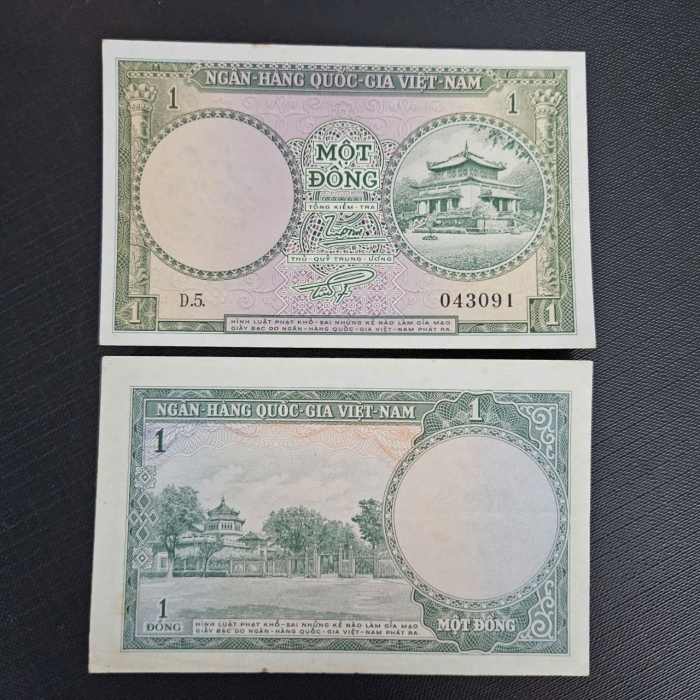 NGÂN-HÀNG QUỐC-GIA VIỆT-NAM
1
1
MỘT
ĐỒNG
TỔNG KIỂM-TRA
THỦ-QUỸ TRUNG-ƯƠNG
D.5.
043091
1
1
HÌNH LUẬT PHẠT KHỔ-SAI NHỮNG KẺ NÀO LÀM GIẢ MẠO
GIẤY BẠC DO NGÂN-HÀNG QUỐC-GIA VIỆT-NAM PHÁT RA.
NGÂN-HÀNG QUỐC-GIA VIỆT-NAM
1
1
1
ĐỒNG
HÌNH LUẬT PHẠT KHỔ-SAI NHỮNG KẺ NÀO LÀM GIẢ MẠO
GIẤY BẠC DO NGÂN-HÀNG QUỐC-GIA VIỆT-NAM PHÁT RA.
MỘT ĐỒNG